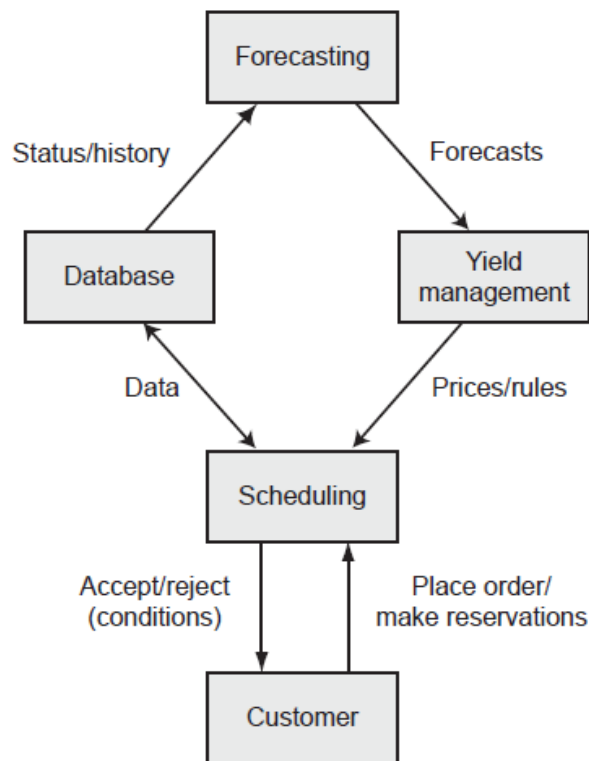 Forecasting
Status/history
Forecasts
Database
Yield
management
Data
Prices/rules
Scheduling
Accept/reject
(conditions)
Place order/
make reservations
Customer